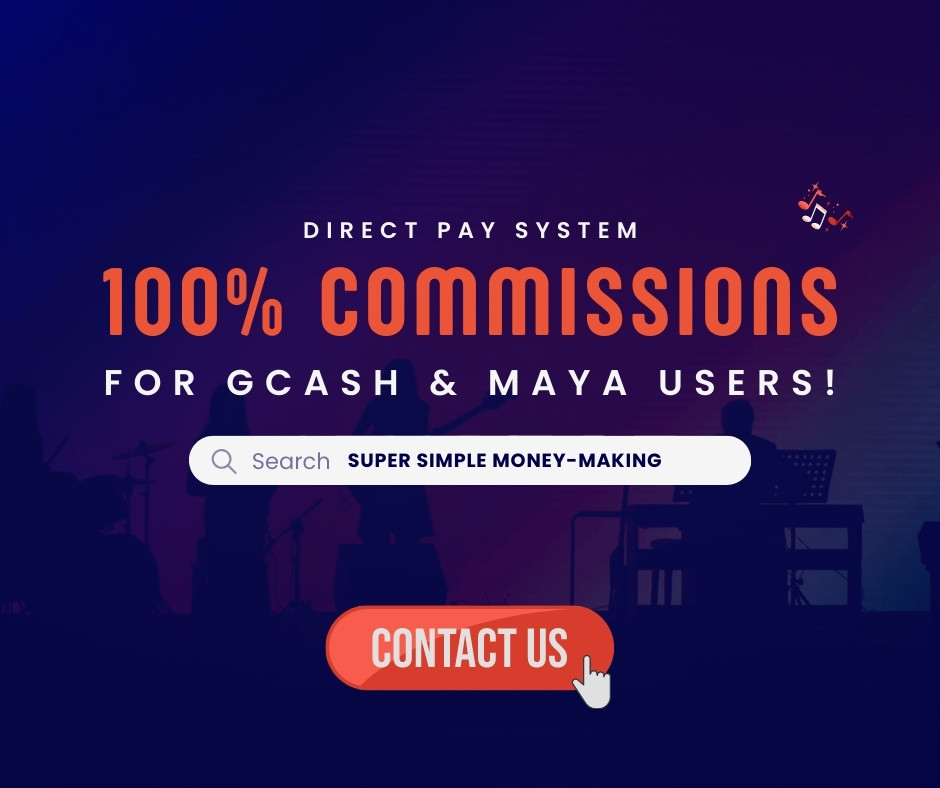 DIRECT PAY SYSTEM
100% COMMISSIONS
FOR GCASH & MAYA USERS!
Search SUPER SIMPLE MONEY-MAKING
CONTACT US